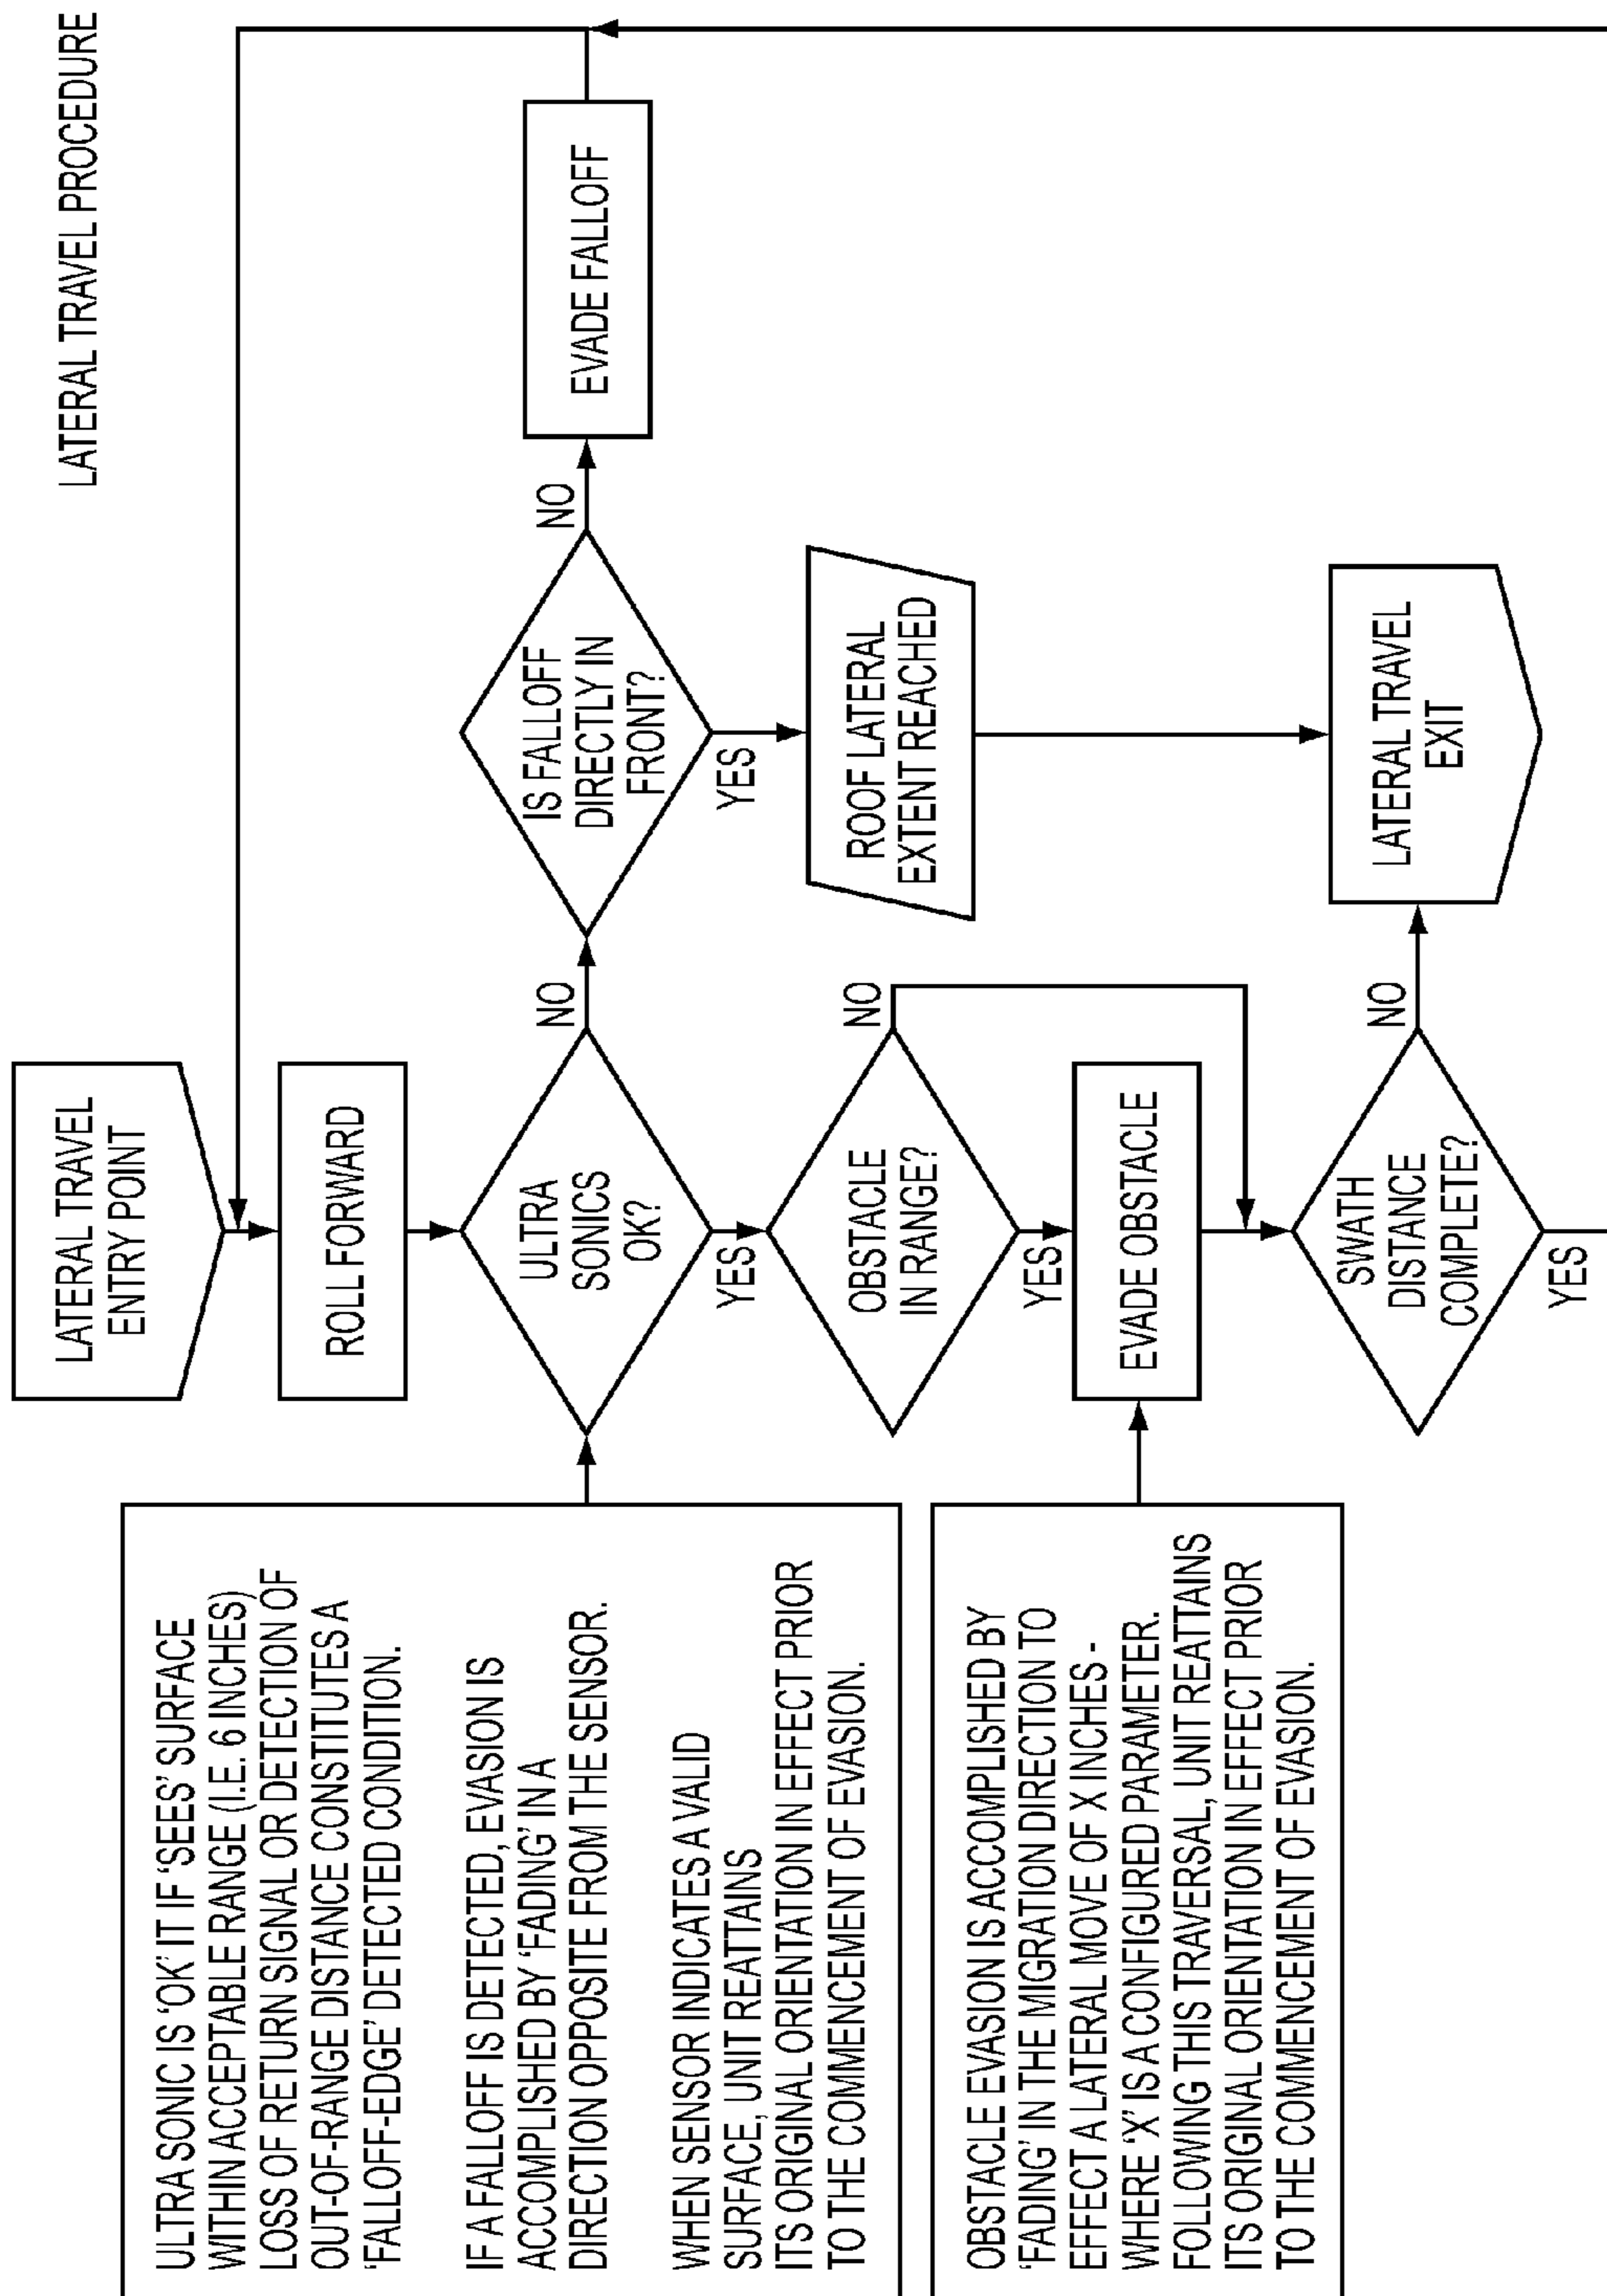 LATERAL TRAVEL PROCEDURE
LATERAL TRAVEL
ENTRY POINT
ROLL FORWARD
ULTRA SONIC IS 'OK' IT IF 'SEES' SURFACE
WITHIN ACCEPTABLE RANGE (I.E. 6 INCHES)
LOSS OF RETURN SIGNAL OR DETECTION OF
OUT-OF-RANGE DISTANCE CONSTITUTES A
'FALLOFF-EDGE' DETECTED CONDITION.
IF A FALLOFF IS DETECTED, EVASION IS
ACCOMPLISHED BY 'FADING' IN A
DIRECTION OPPOSITE FROM THE SENSOR.
WHEN SENSOR INDICATES A VALID
SURFACE, UNIT REATTAINS
ITS ORIGINAL ORIENTATION IN EFFECT PRIOR
TO THE COMMENCEMENT OF EVASION.
ULTRA
SONICS
OK?
NO
YES
IS FALLOFF
DIRECTLY IN
FRONT?
NO
YES
EVADE FALLOFF
OBSTACLE
IN RANGE?
NO
YES
ROOF LATERAL
EXTENT REACHED
OBSTACLE EVASION IS ACCOMPLISHED BY
'FADING' IN THE MIGRATION DIRECTION TO
EFFECT A LATERAL MOVE OF X INCHES -
WHERE 'X' IS A CONFIGURED PARAMETER.
FOLLOWING THIS TRAVERSAL, UNIT REATTAINS
ITS ORIGINAL ORIENTATION IN EFFECT PRIOR
TO THE COMMENCEMENT OF EVASION.
EVADE OBSTACLE
SWATH
DISTANCE
COMPLETE?
NO
YES
LATERAL TRAVEL
EXIT